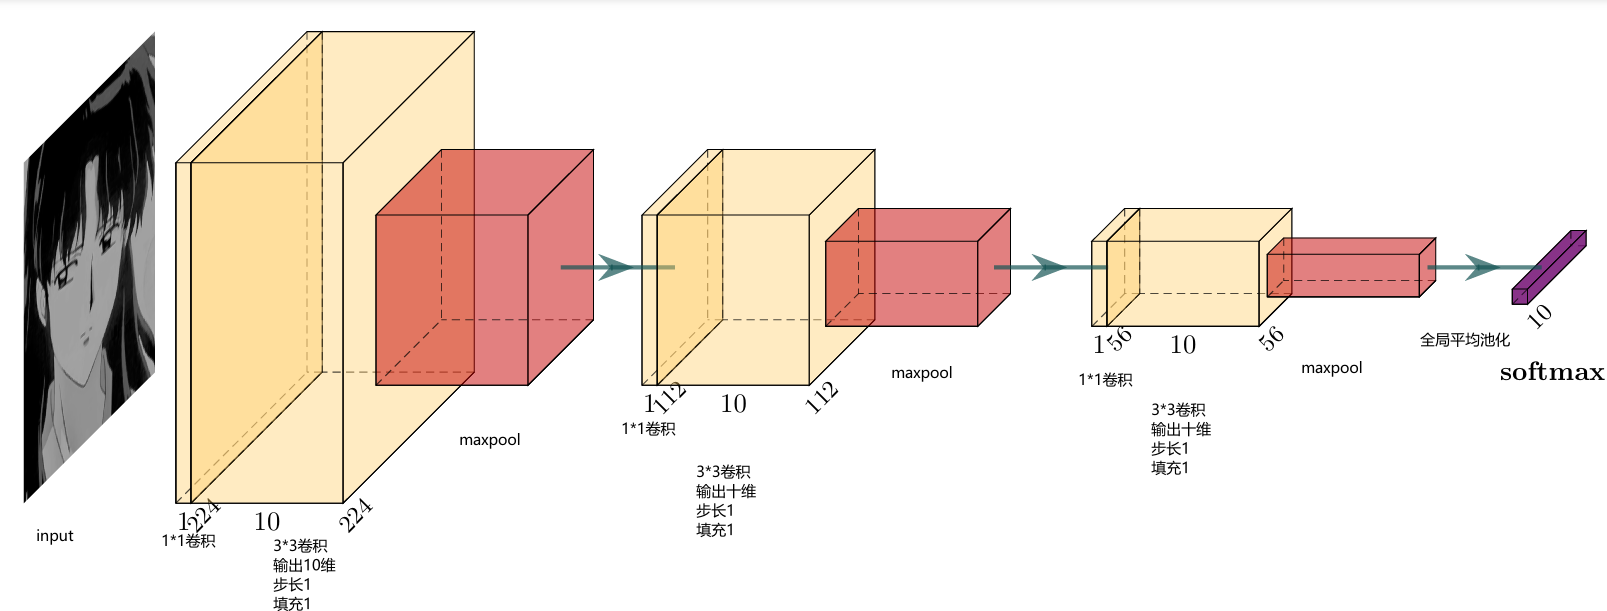 input
1
224
10
224
1*1卷积
3*3卷积
输出10维
步长1
填充1
maxpool
1
112
10
112
1*1卷积
3*3卷积
输出十维
步长1
填充1
maxpool
1
56
10
56
1*1卷积
3*3卷积
输出十维
步长1
填充1
maxpool
全局平均池化
10
softmax